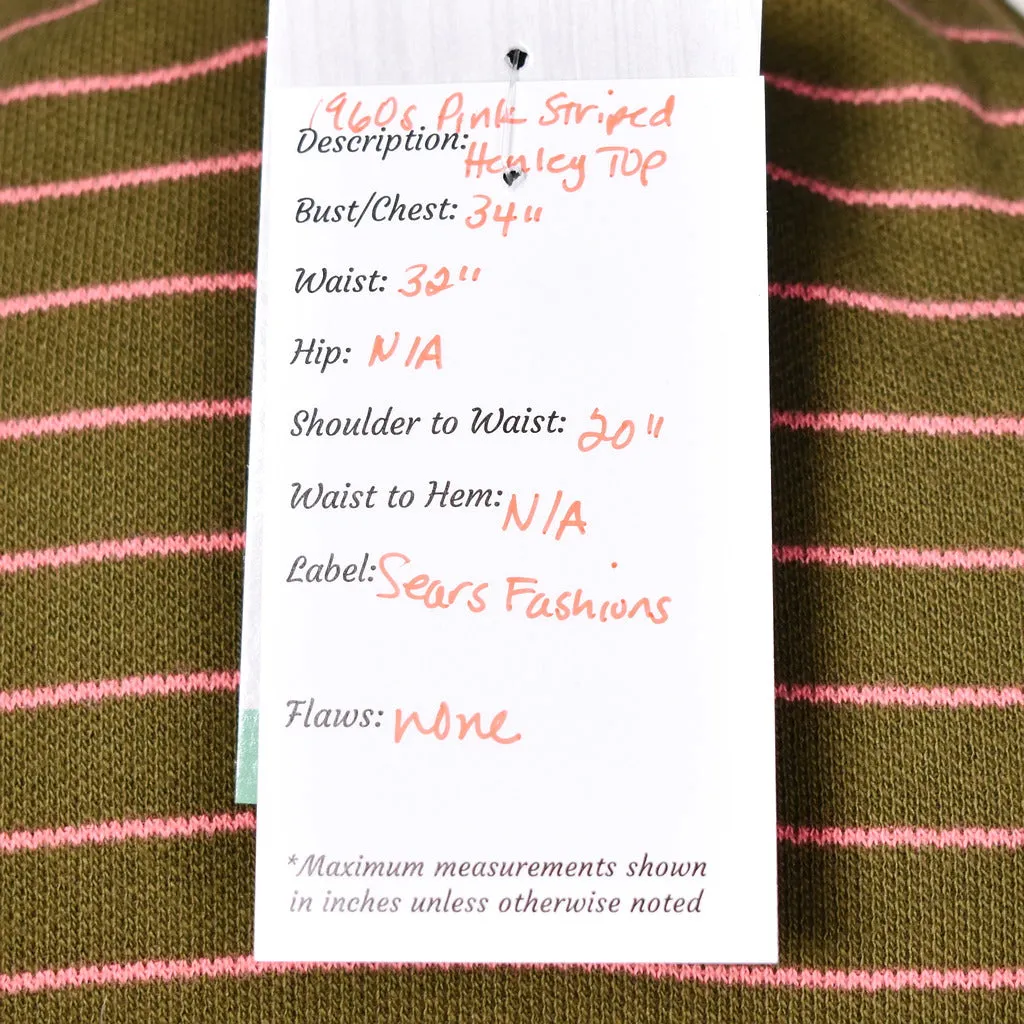 1960s Pink Striped
Description: Henley Top
Bust/Chest: 34"
Waist: 32"
Hip: N/A
Shoulder to Waist: 20"
Waist to Hem: N/A
Label: Sears Fashions
Flaws: none
*Maximum measurements shown
in inches unless otherwise noted